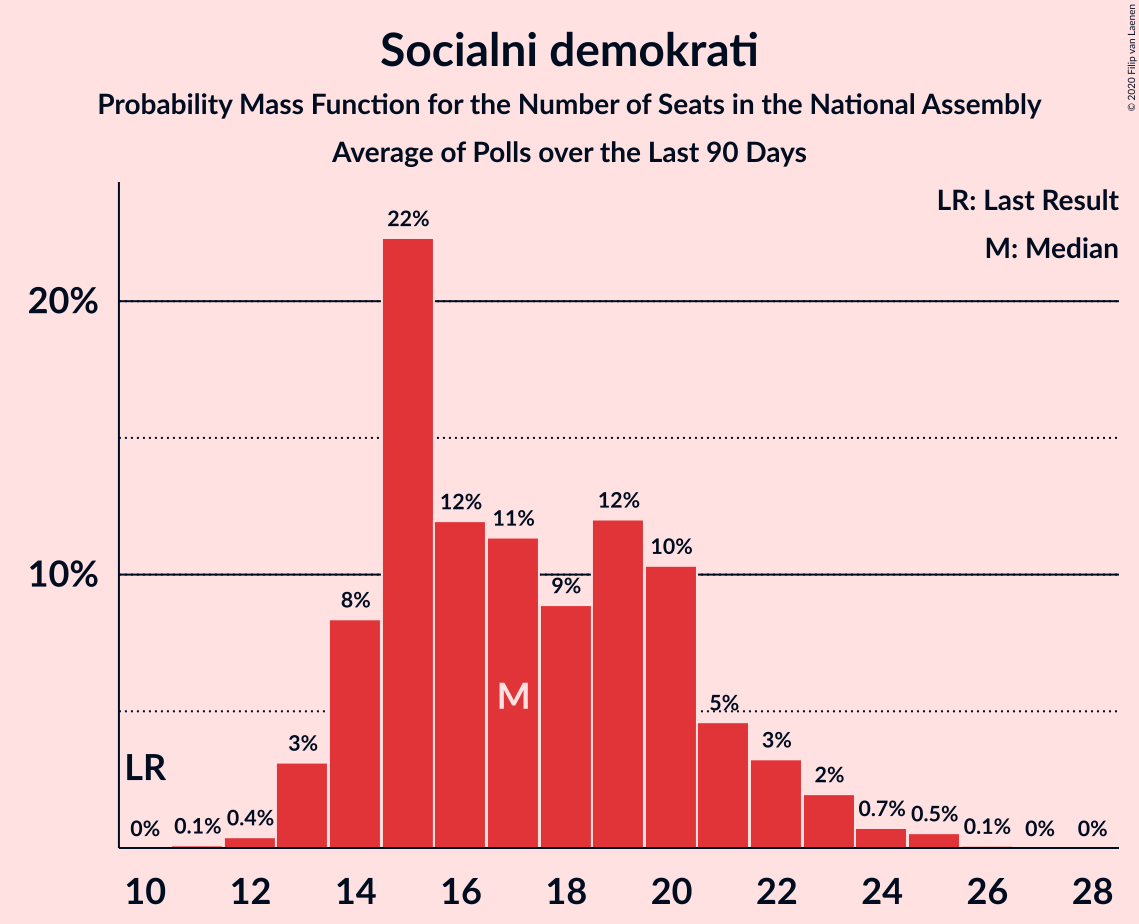 Socialni demokrati
Probability Mass Function for the Number of Seats in the National Assembly
Average of Polls over the Last 90 Days
© 2020 Filip van Laenen
LR: Last Result
M: Median
20%
10%
LR
M
0%
0.1%
0.4%
3%
8%
22%
12%
11%
9%
12%
10%
5%
3%
2%
0.7%
0.5%
0.1%
0%
0%
10 12 14 16 18 20 22 24 26 28